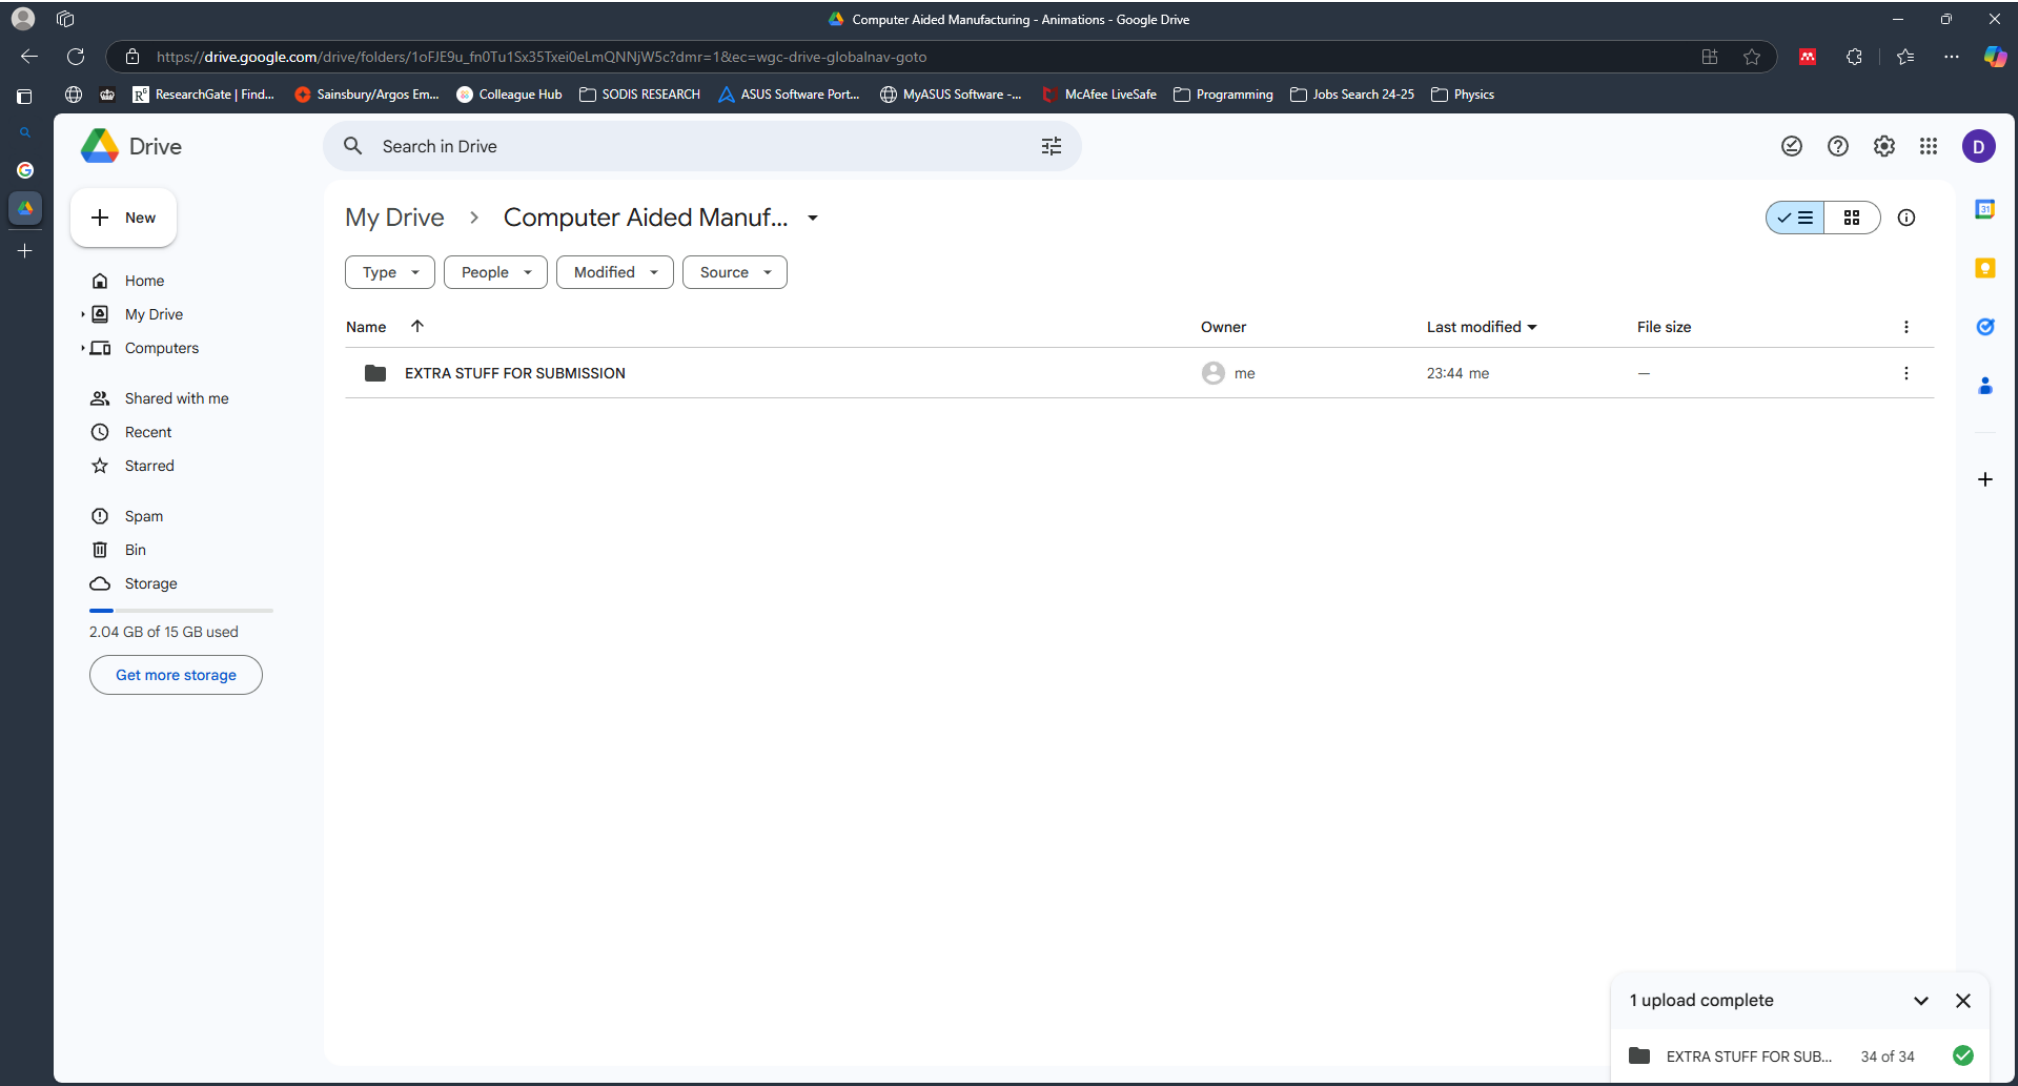 Computer Aided Manufacturing - Animations - Google Drive
https://drive.google.com/drive/folders/1oFJE9u_fn0Tu1Sx35Txei0eLmQNNjW5c?dmr=1&ec=wgc-drive-globalnav-goto
ResearchGate | Find... Sainsbury/Argos Em... Colleague Hub SODIS RESEARCH ASUS Software Port... MyASUS Software -... McAfee LiveSafe Programming Jobs Search 24-25 Physics
Drive
Search in Drive
D
New
My Drive > Computer Aided Manuf...
31
Home
My Drive
Computers
Shared with me
Recent
Starred
Spam
Bin
Storage
2.04 GB of 15 GB used
Get more storage
Type People Modified Source
Name Owner Last modified File size
EXTRA STUFF FOR SUBMISSION me 23:44 me —
1 upload complete
EXTRA STUFF FOR SUB... 34 of 34